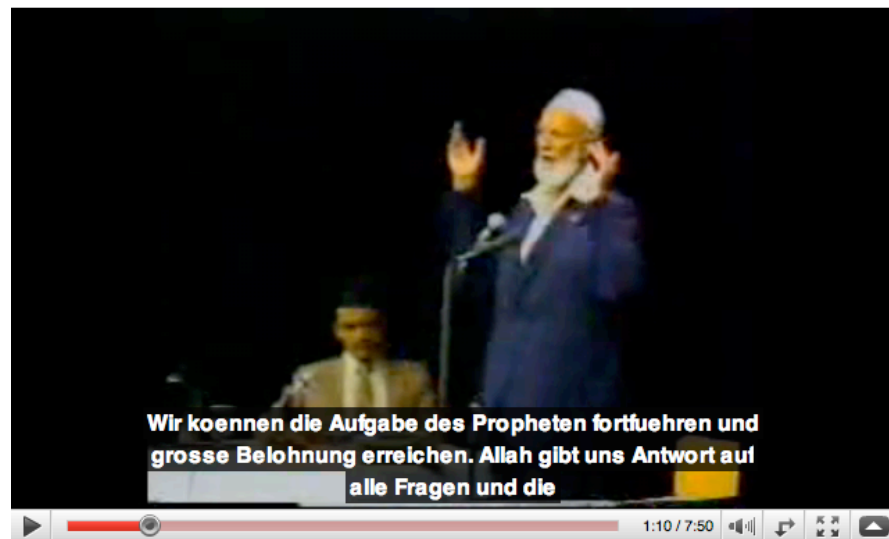 Wir koennen die Aufgabe des Propheten fortfuehren und
grosse Belohnung erreichen. Allah gibt uns Antwort auf
alle Fragen und die
1:10 / 7:50